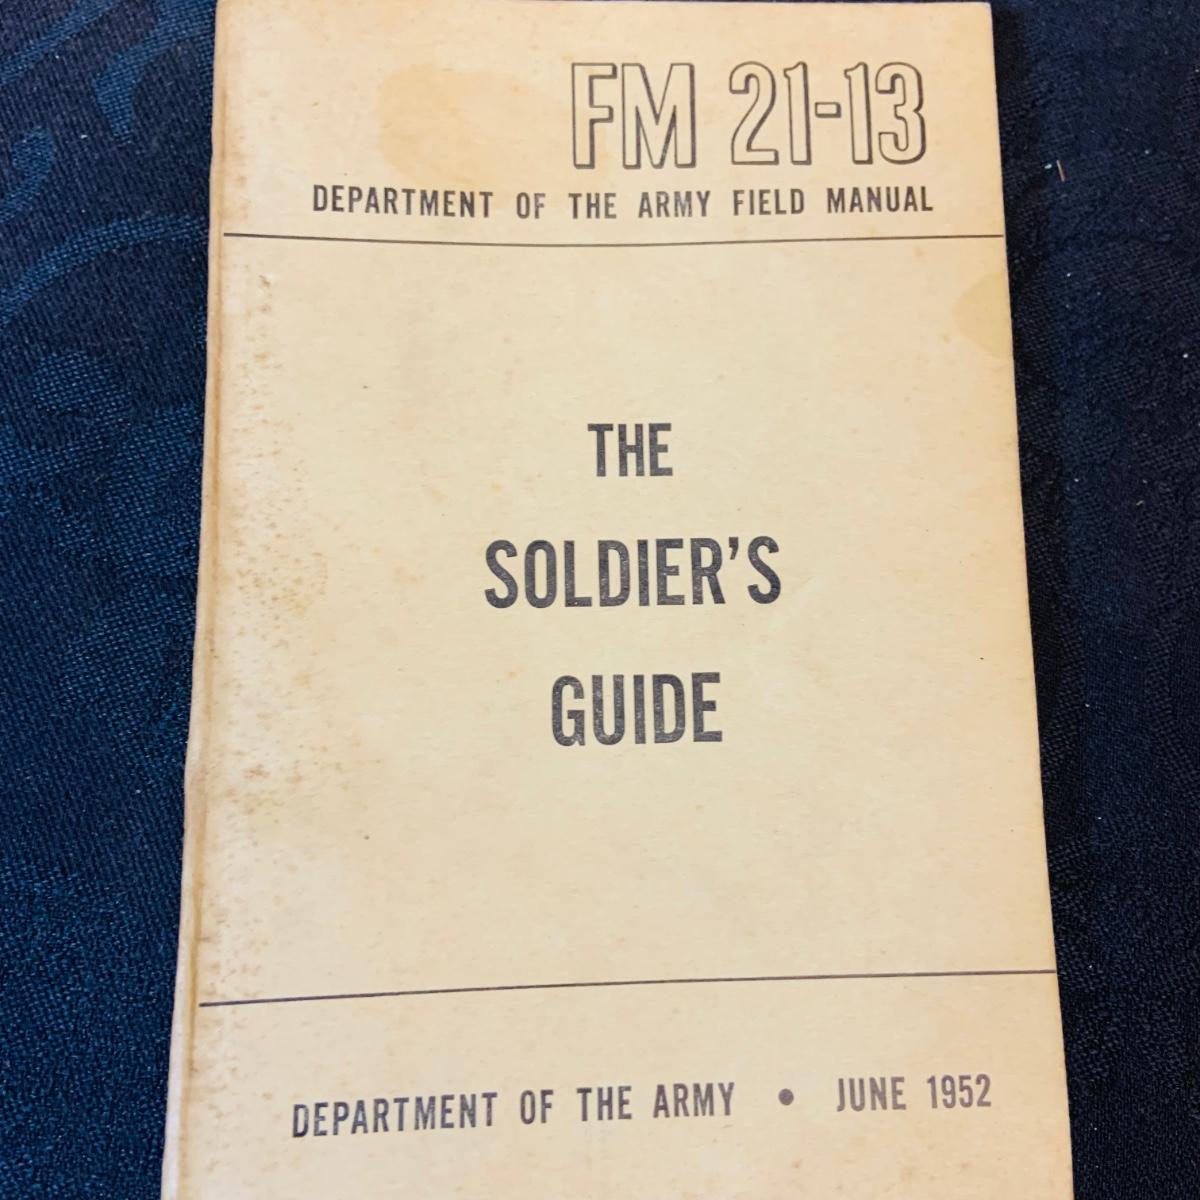 FM 21-13
DEPARTMENT OF THE ARMY FIELD MANUAL
THE
SOLDIER’S
GUIDE
DEPARTMENT OF THE ARMY • JUNE 1952